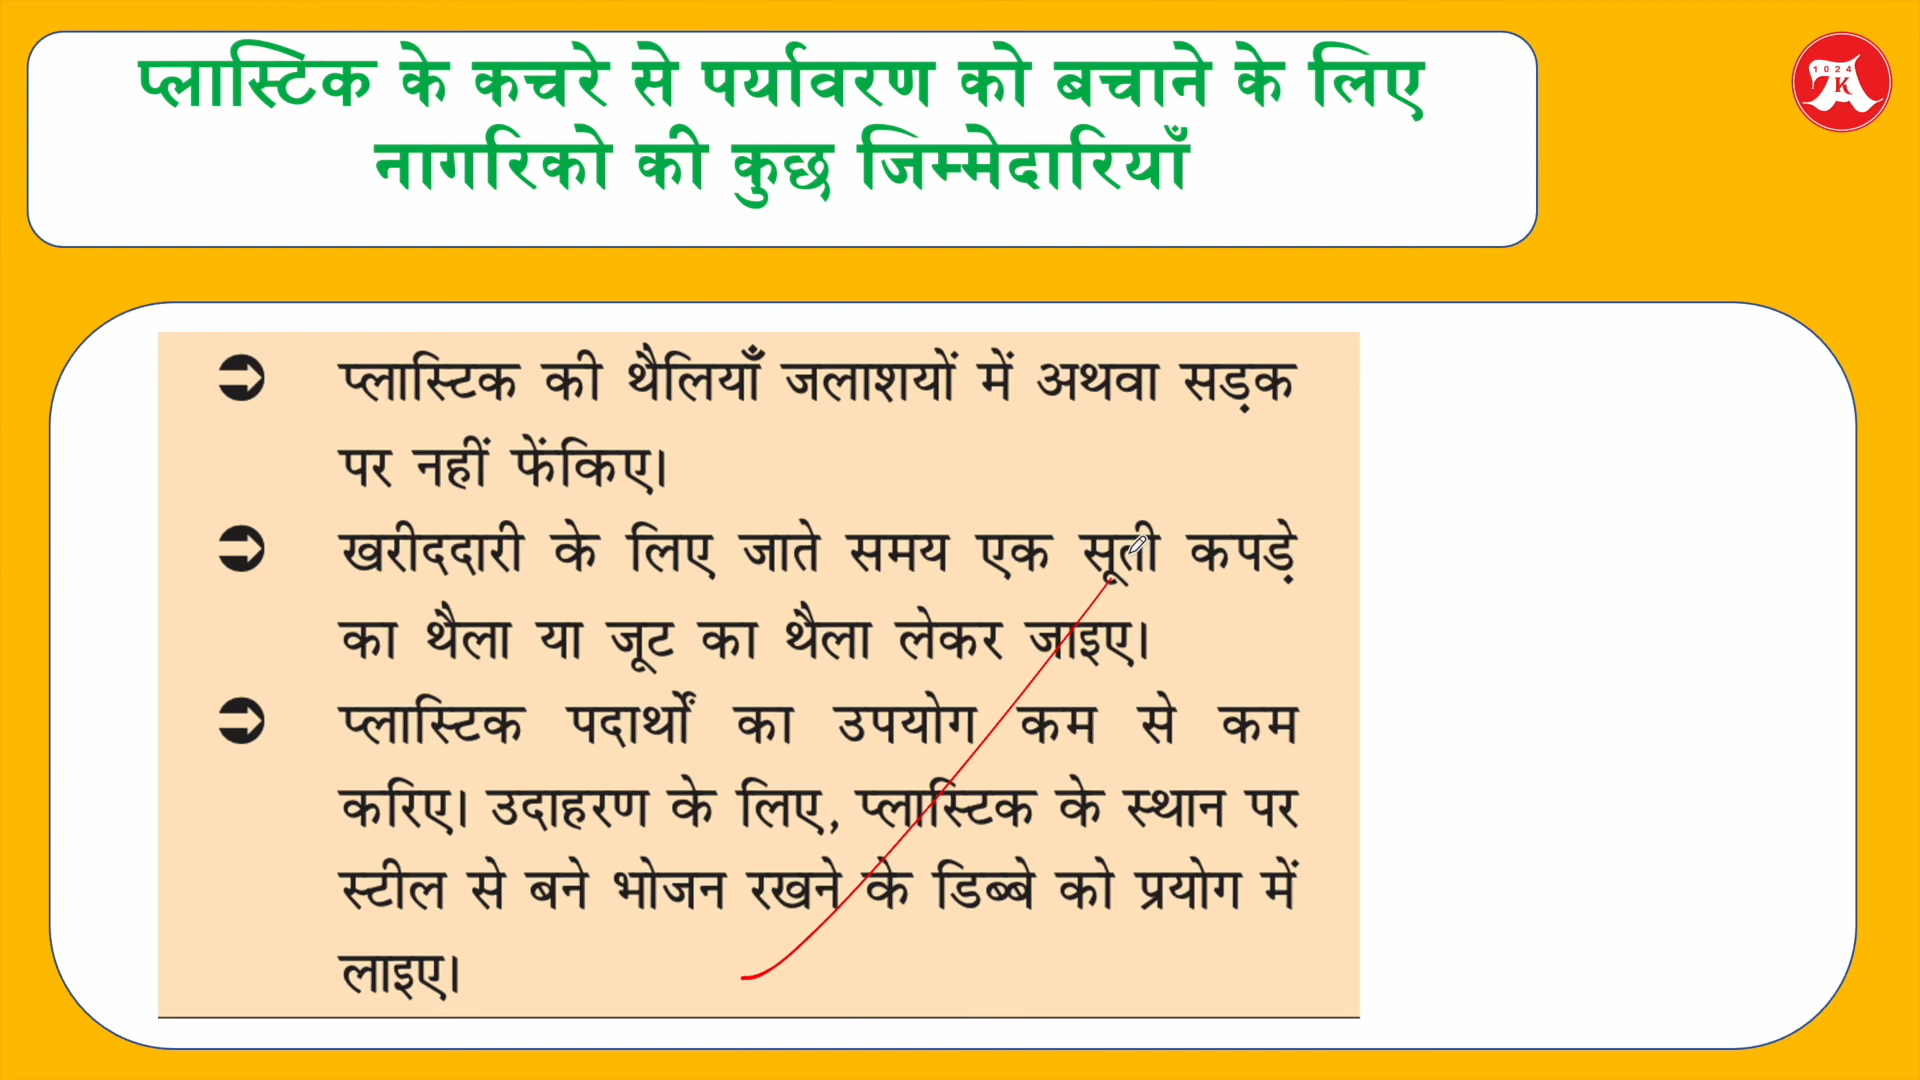 प्लास्टिक के कचरे से पर्यावरण को बचाने के लिए
नागरिको की कुछ जिम्मेदारियाँ
1024
K
प्लास्टिक की थैलियाँ जलाशयों में अथवा सड़क
पर नहीं फेंकिए।
खरीददारी के लिए जाते समय एक सूती कपड़े
का थैला या जूट का थैला लेकर जाइए।
प्लास्टिक पदार्थों का उपयोग कम से कम
करिए। उदाहरण के लिए, प्लास्टिक के स्थान पर
स्टील से बने भोजन रखने के डिब्बे को प्रयोग में
लाइए।